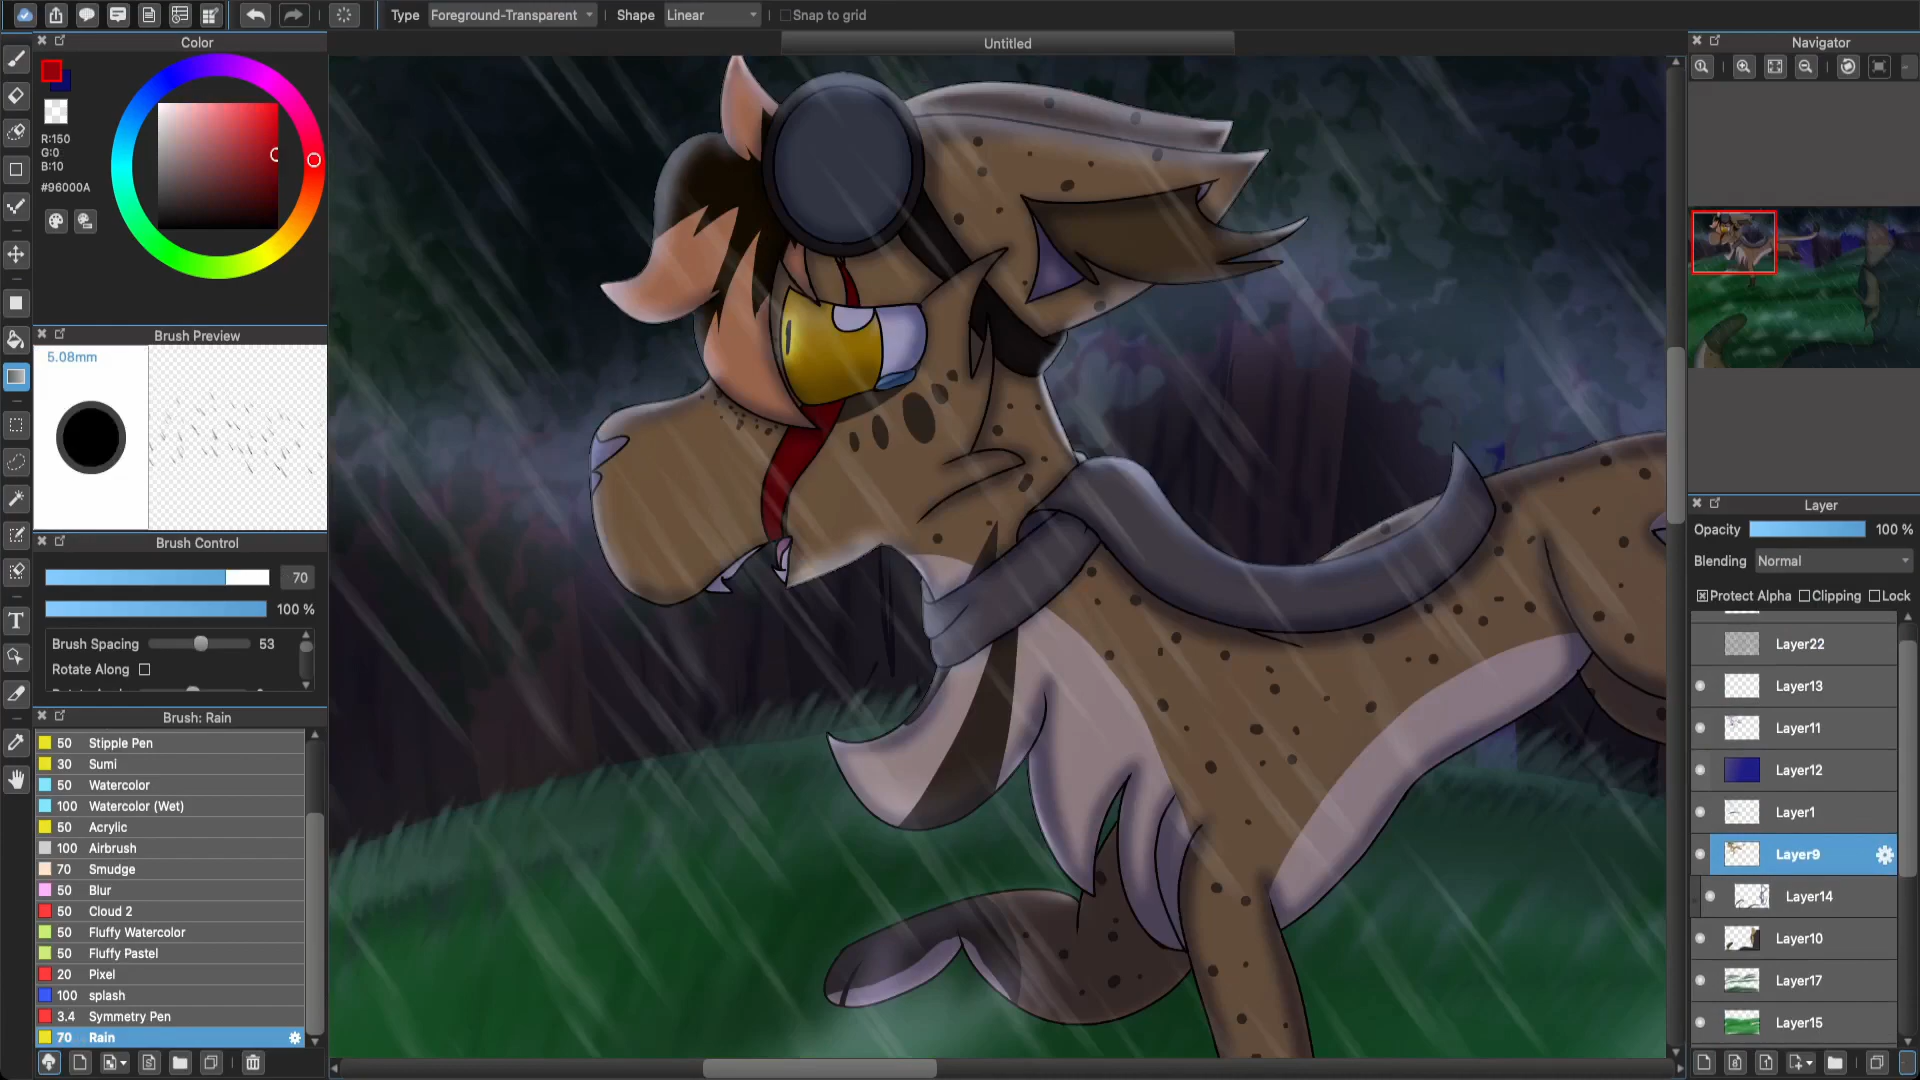 Type Foreground-Transparent Shape Linear Snap to grid
Untitled
Color
R:150
G:0
B:10
#96000A
Brush Preview
5.08mm
Brush Control
70
100 %
Brush Spacing 53
Rotate Along
Brush: Rain
50 Stipple Pen
30 Sumi
50 Watercolor
100 Watercolor (Wet)
50 Acrylic
100 Airbrush
70 Smudge
50 Blur
50 Cloud 2
50 Fluffy Watercolor
50 Fluffy Pastel
20 Pixel
100 splash
3.4 Symmetry Pen
70 Rain
Navigator
Layer
Opacity 100 %
Blending Normal
Protect Alpha Clipping Lock
Layer22
Layer13
Layer11
Layer12
Layer1
Layer9
Layer14
Layer10
Layer17
Layer15